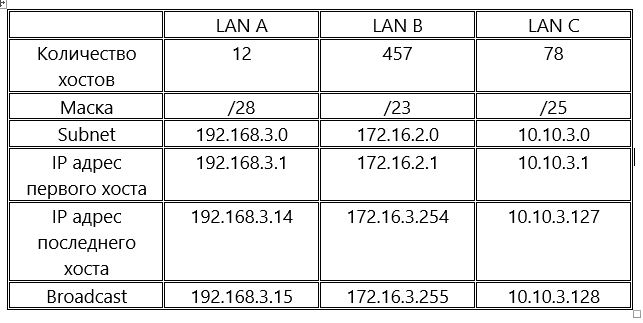 LAN A LAN B LAN C
Количество
хостов 12 457 78
Маска /28 /23 /25
Subnet 192.168.3.0 172.16.2.0 10.10.3.0
IP адрес
первого хоста 192.168.3.1 172.16.2.1 10.10.3.1
IP адрес
последнего
хоста 192.168.3.14 172.16.3.254 10.10.3.127
Broadcast 192.168.3.15 172.16.3.255 10.10.3.128